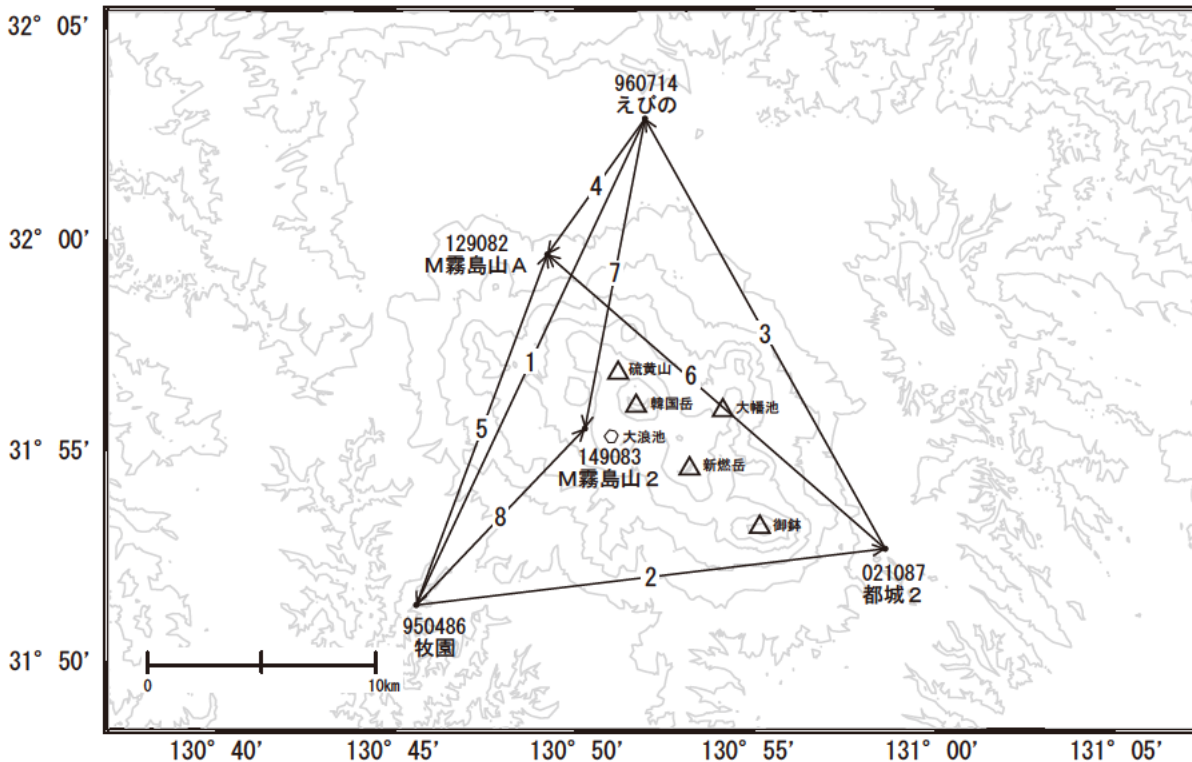 32° 05′
960714
えびの
4
32° 00′
129082
M霧島山A
7
3
1
6
硫黄山
韓国岳
大幡池
5
31° 55′
大浪池
149083
M霧島山2
新燃岳
8
御鉢
2
021087
都城2
950486
牧園
31° 50′
0
10km
130° 40′
130° 45′
130° 50′
130° 55′
131° 00′
131° 05′